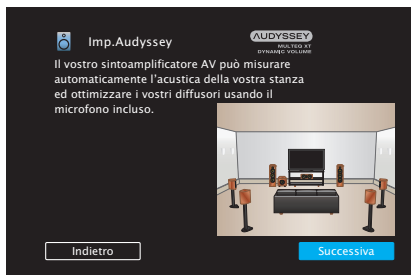 Imp.Audyssey
AUDYSSEY
MULTEQ XT
DYNAMIC VOLUME
Il vostro sintoamplificatore AV può misurare
automaticamente l'acustica della vostra stanza
ed ottimizzare i vostri diffusori usando il
microfono incluso.
Indietro
Successiva